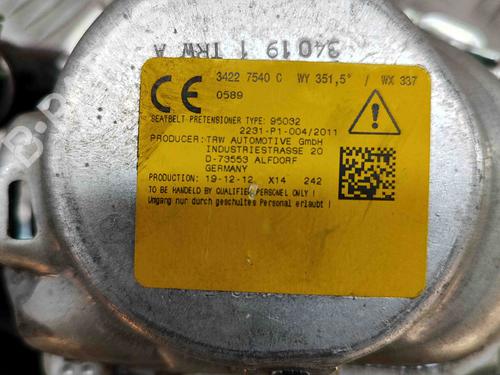 34019 1 TRW A
CE 3422 7540 C WY 351,5° / WX 337
0589
SEATBELT PRETENSIONER TYPE: 95032
2231-P1-004/2011
PRODUCER: TRW AUTOMOTIVE GmbH
INDUSTRIESTRASSE 20
D-73553 ALFDORF
GERMANY
PRODUCTION: 19-12-12 X14 242
TO BE HANDELD BY QUALIFIED PERSONEL ONLY !
Umgang nur durch geschultes Personal erlaubt !